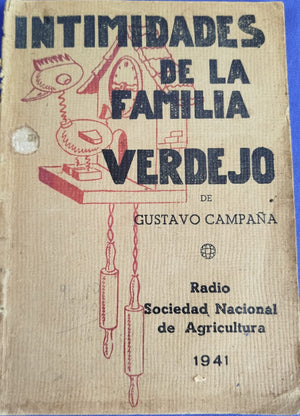 INTIMIDADES
DE LA
FAMILIA
VERDEJO
DE
GUSTAVO CAMPAÑA
Radio
Sociedad Nacional
de Agricultura
1941